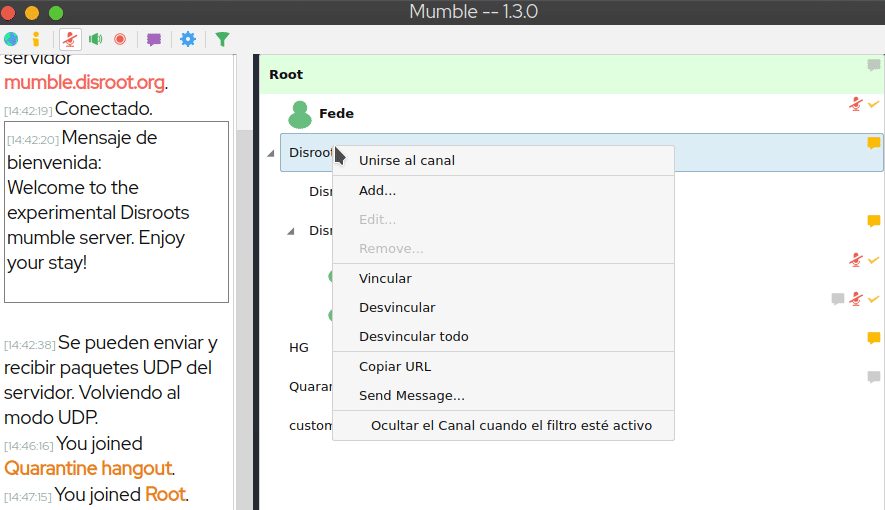 Mumble -- 1.3.0
servidor
mumble.disroot.org.
[14:42:19] Conectado.
[14:42:20] Mensaje de
bienvenida:
Welcome to the
experimental Disroots
mumble server. Enjoy
your stay!
[14:42:38] Se pueden enviar y
recibir paquetes UDP del
servidor. Volviendo al
modo UDP.
[14:46:16] You joined
Quarantine hangout.
[14:47:15] You joined Root.
Root
Fede
Disroot
HG
Unirse al canal
Add...
Edit...
Remove...
Vincular
Desvincular
Desvincular todo
Copiar URL
Send Message...
Ocultar el Canal cuando el filtro esté activo